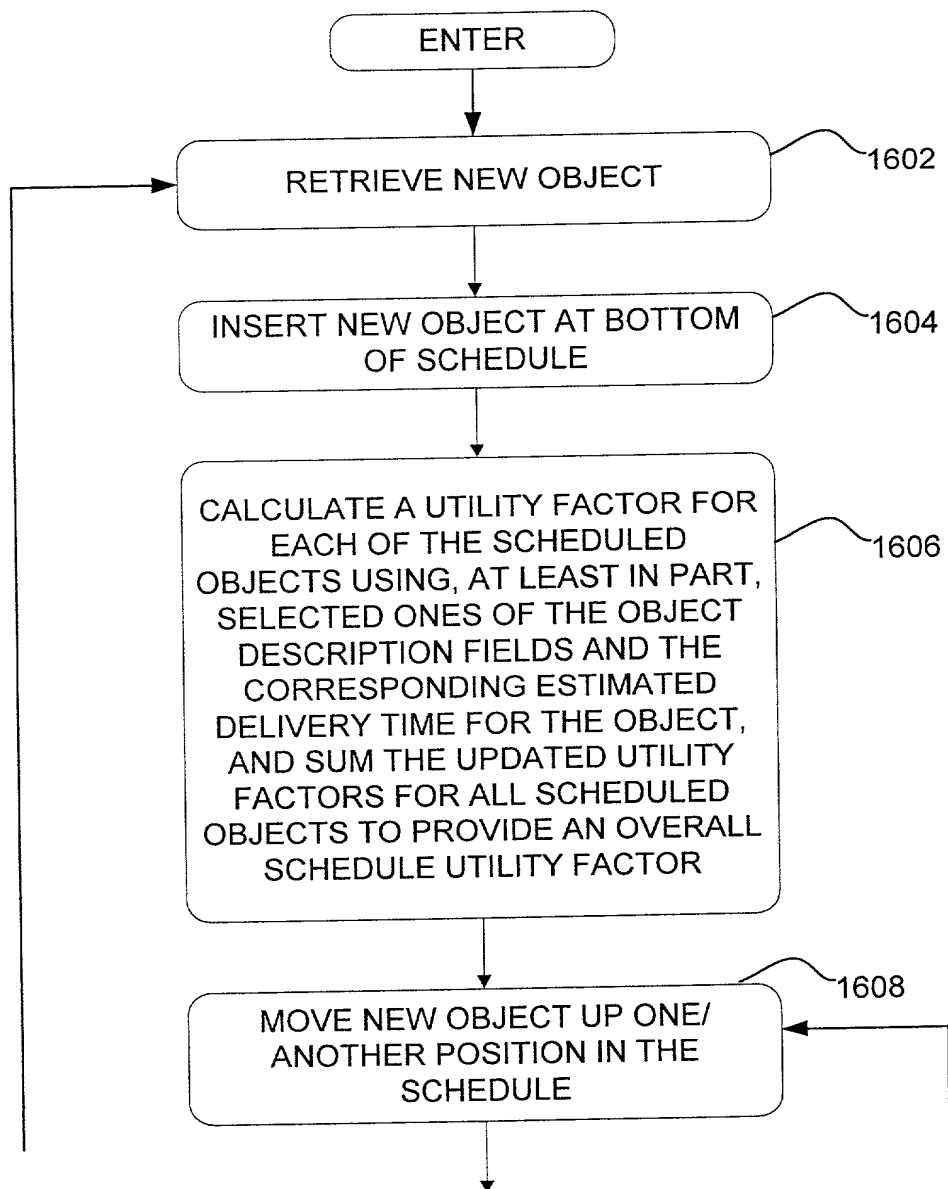 ENTER
RETRIEVE NEW OBJECT
1602
INSERT NEW OBJECT AT BOTTOM
OF SCHEDULE
1604
CALCULATE A UTILITY FACTOR FOR
EACH OF THE SCHEDULED
OBJECTS USING, AT LEAST IN PART,
SELECTED ONES OF THE OBJECT
DESCRIPTION FIELDS AND THE
CORRESPONDING ESTIMATED
DELIVERY TIME FOR THE OBJECT,
AND SUM THE UPDATED UTILITY
FACTORS FOR ALL SCHEDULED
OBJECTS TO PROVIDE AN OVERALL
SCHEDULE UTILITY FACTOR
1606
MOVE NEW OBJECT UP ONE/
ANOTHER POSITION IN THE
SCHEDULE
1608